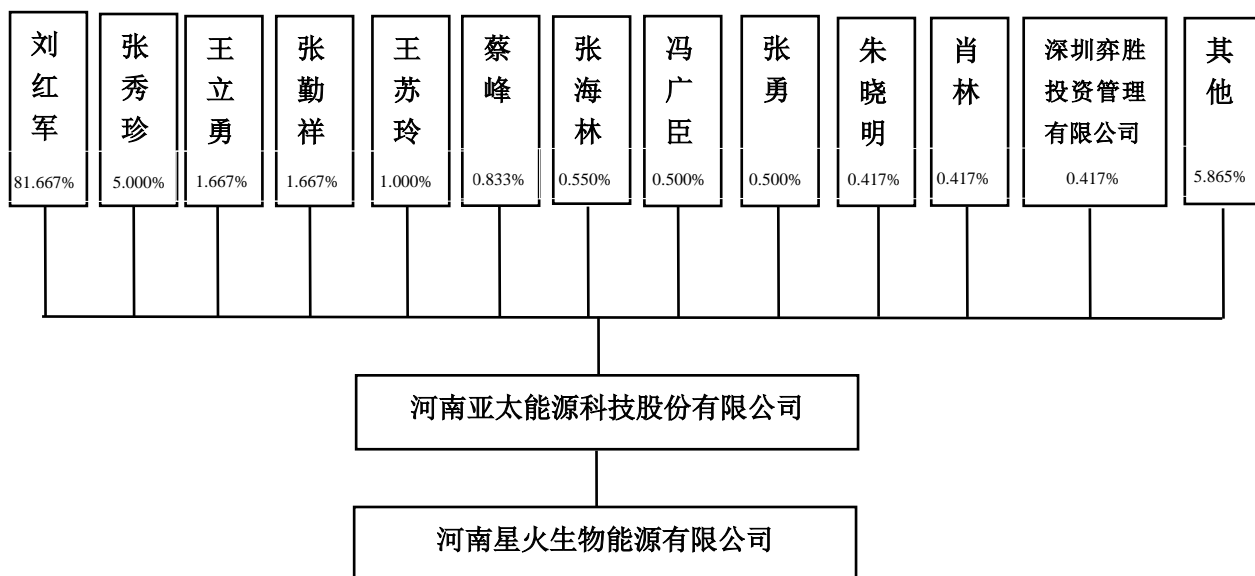 刘红军
81.667%
张秀珍
5.000%
王立勇
1.667%
张勤祥
1.667%
王苏玲
1.000%
蔡峰
0.833%
张海林
0.550%
冯广臣
0.500%
张勇
0.500%
朱晓明
0.417%
肖林
0.417%
深圳弈胜
投资管理
有限公司
0.417%
其他
5.865%
河南亚太能源科技股份有限公司
河南星火生物能源有限公司